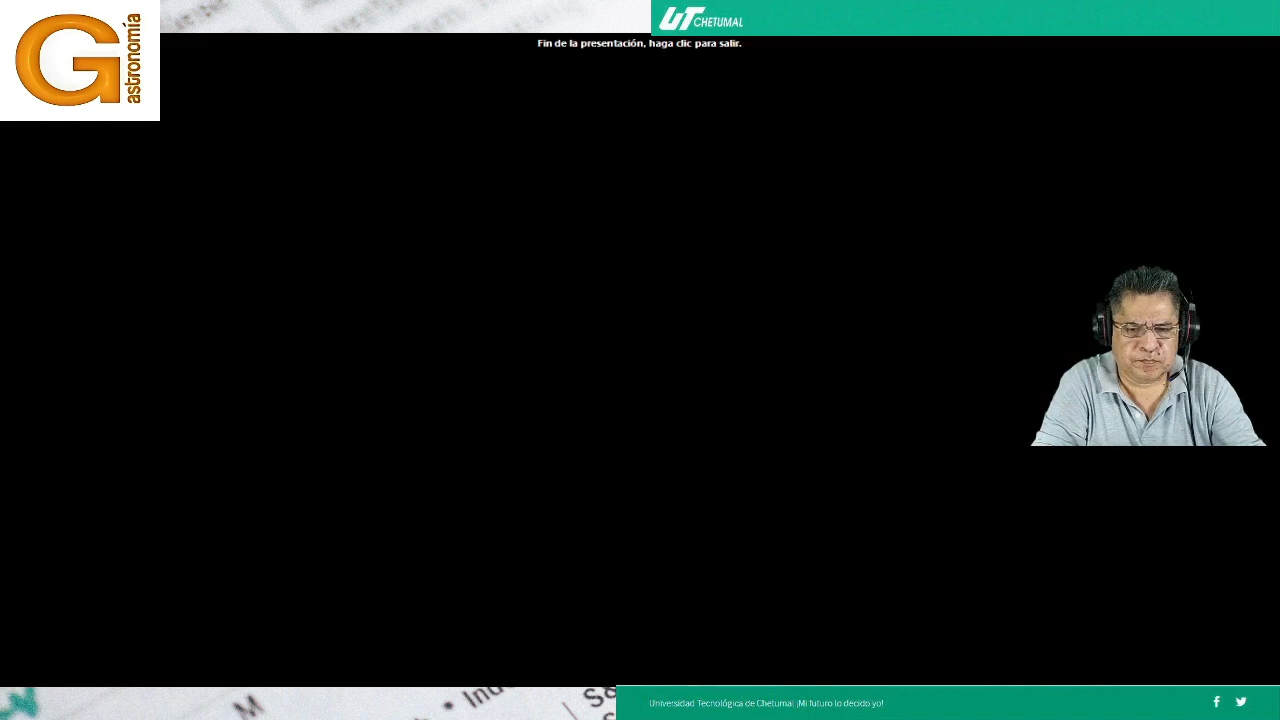 Gastronomía
UT CHETUMAL
Fin de la presentación, haga clic para salir.
M
Universidad Tecnológica de Chetumal ¡Mi futuro lo decido yo!